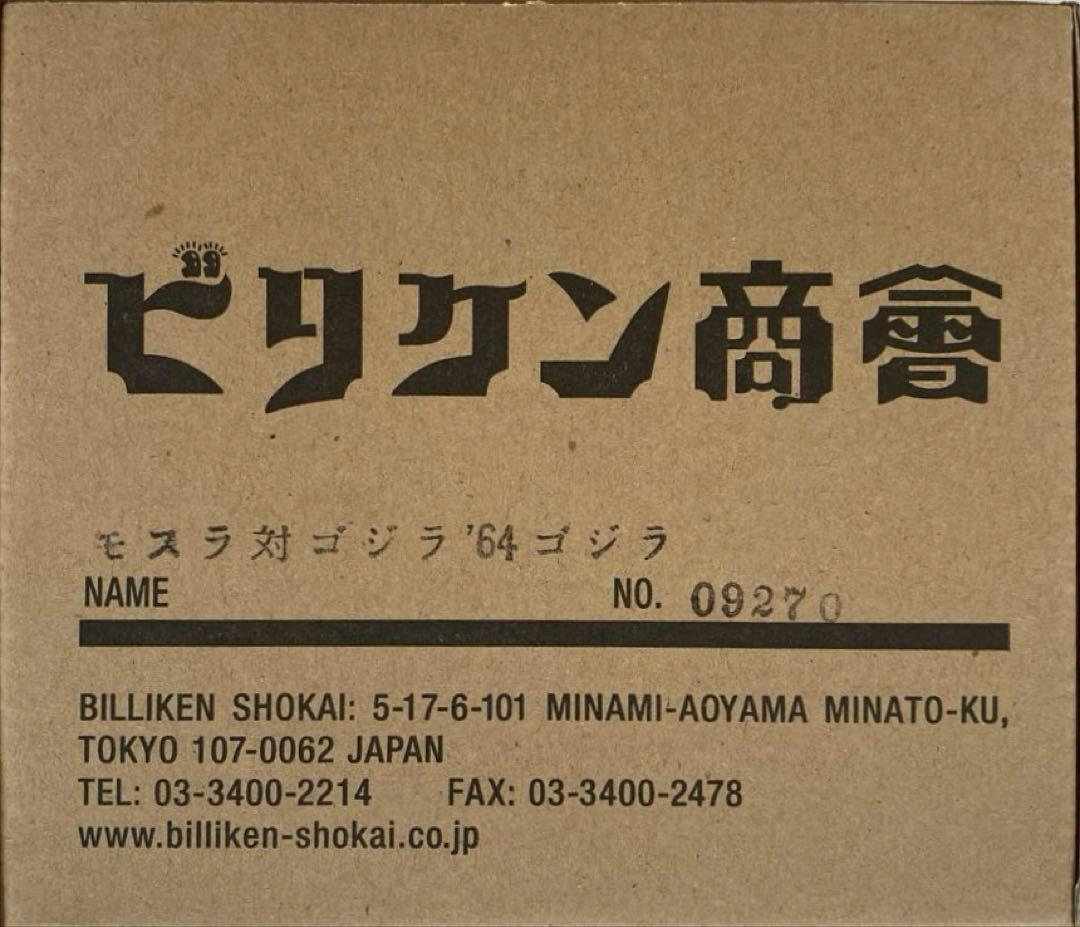 ビリケン商會
モスラ対ゴジラ'64ゴジラ
NAME NO. 09270
BILLIKEN SHOKAI: 5-17-6-101 MINAMI-AOYAMA MINATO-KU,
TOKYO 107-0062 JAPAN
TEL: 03-3400-2214 FAX: 03-3400-2478
www.billiken-shokai.co.jp